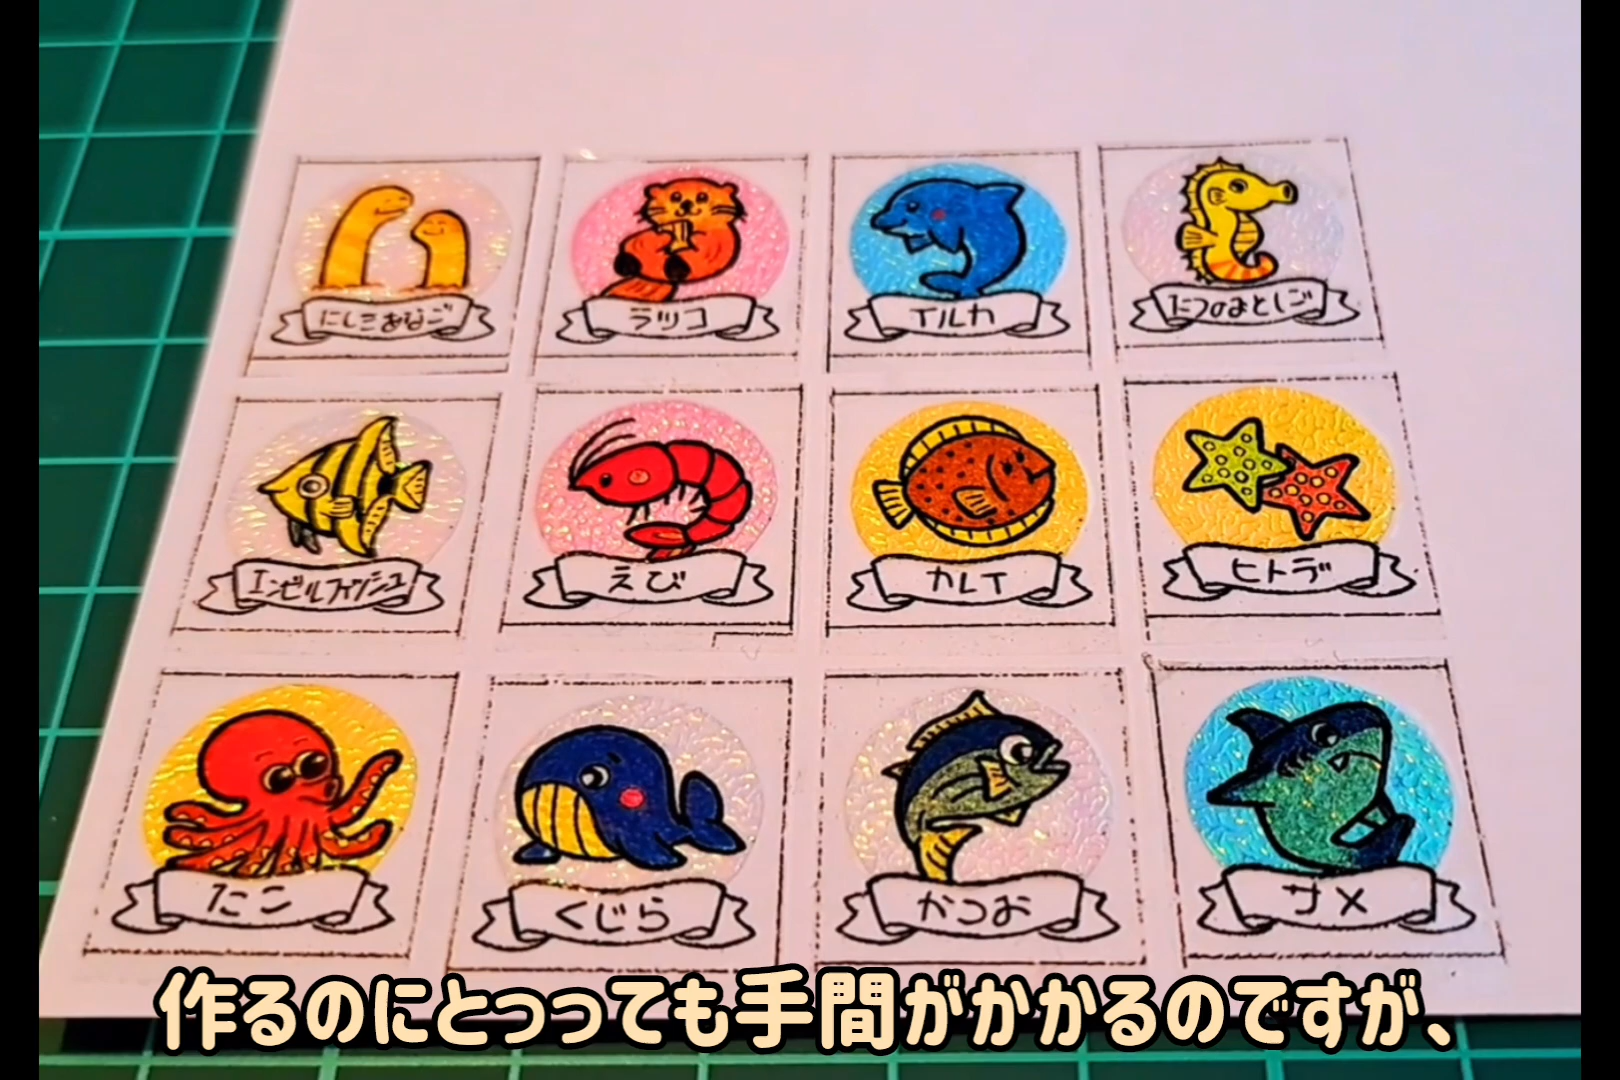 にしきあなご
ラッコ
イルカ
たつのおとしご
エンゼルフィッシュ
えび
カレイ
ヒトデ
たこ
くじら
かつお
サメ
作るのにとっっても手間がかかるのですが、